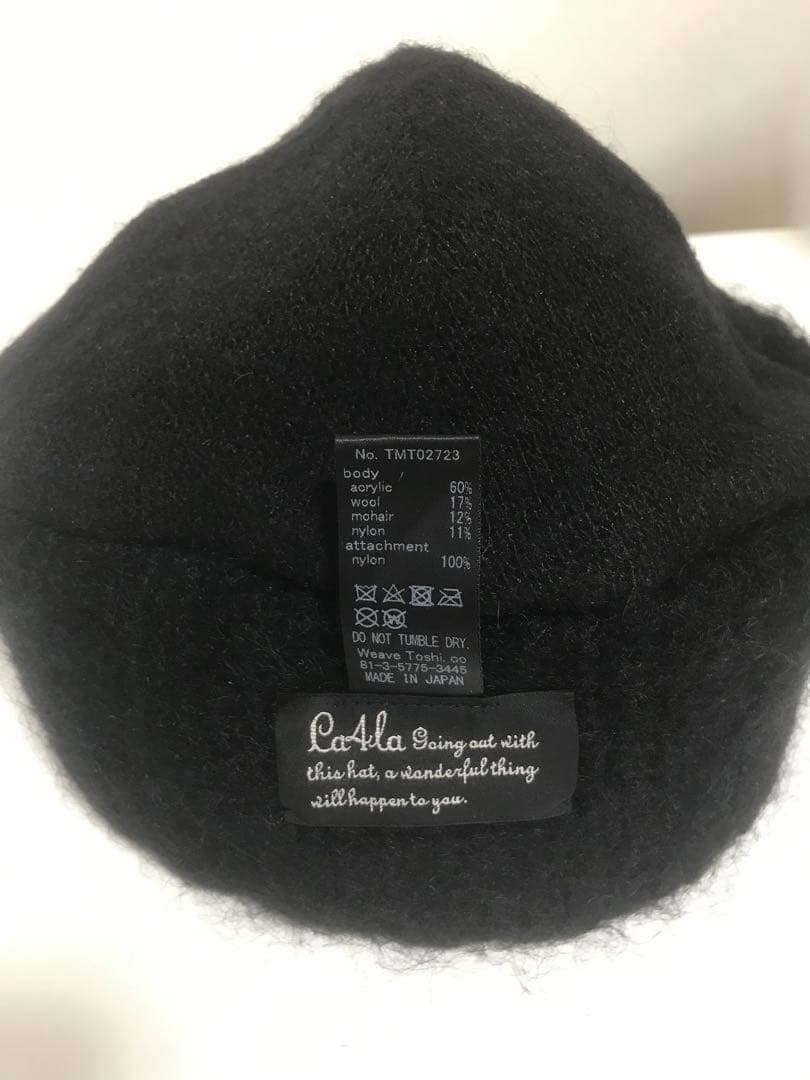 No. TMT02723
body
acrylic 60%
wool 17%
mohair 12%
nylon 11%
attachment
nylon 100%
W
DO NOT TUMBLE DRY.
Weave Toshi. co
81-3-5775-3445
MADE IN JAPAN
Ca4la Going out with
this hat, a wonderful thing
will happen to you.